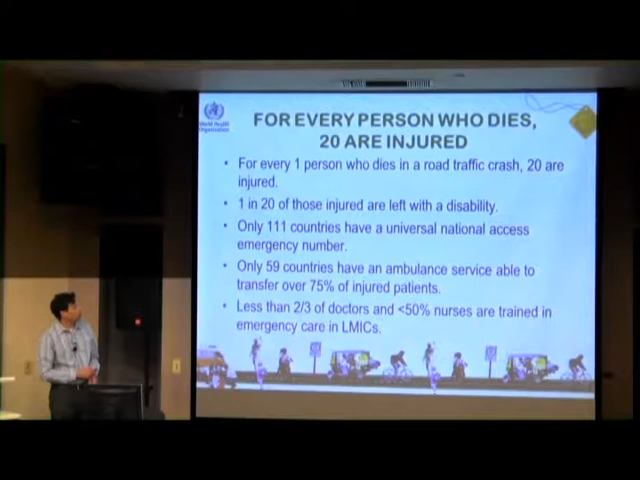 World Health
Organization
FOR EVERY PERSON WHO DIES,
20 ARE INJURED
• For every 1 person who dies in a road traffic crash, 20 are
injured.
• 1 in 20 of those injured are left with a disability.
• Only 111 countries have a universal national access
emergency number.
• Only 59 countries have an ambulance service able to
transfer over 75% of injured patients.
• Less than 2/3 of doctors and <50% nurses are trained in
emergency care in LMICs.